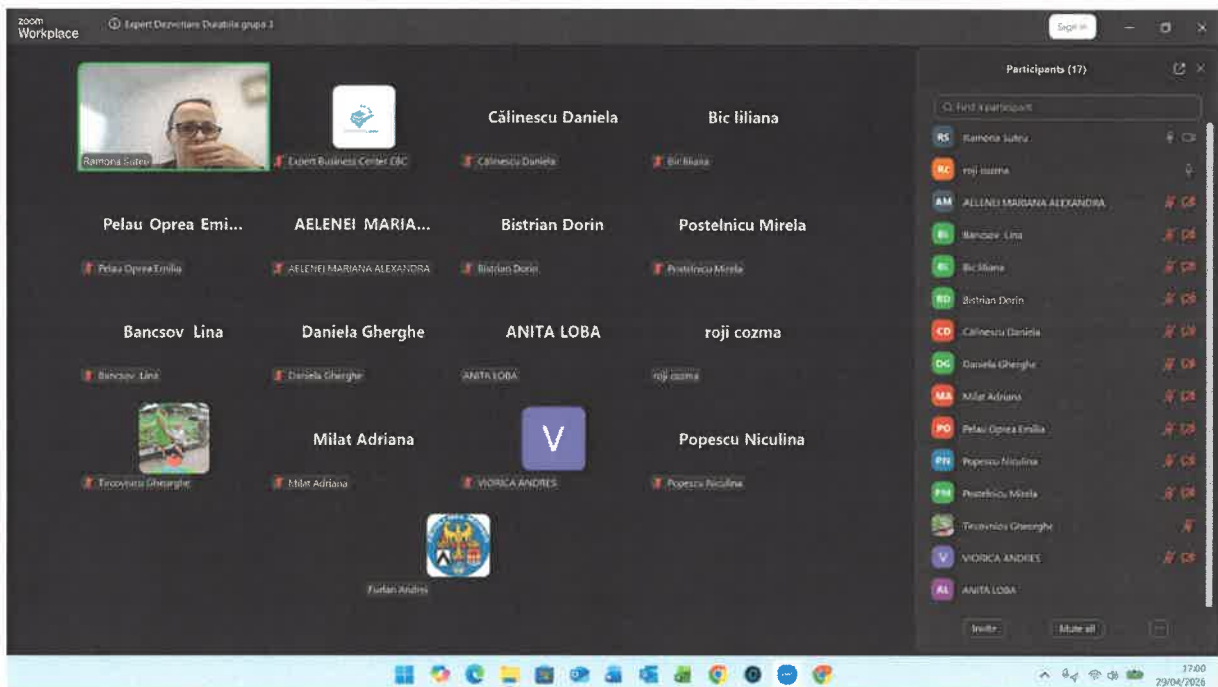 zoom
Workplace
Expert Dezvoltare Durabila grupa 3
Sign in
Ramona Suteu
Expert Business Center EBC
Călinescu Daniela
Călinescu Daniela
Bic liliana
Bic liliana
Pelau Oprea Emi...
Pelau Oprea Emilia
AELENEI MARIA...
AELENEI MARIANA ALEXANDRA
Bistrian Dorin
Bistrian Dorin
Postelnicu Mirela
Postelnicu Mirela
Bancsov Lina
Bancsov Lina
Daniela Gherghe
Daniela Gherghe
ANITA LOBA
ANITA LOBA
roji cozma
roji cozma
Gheorghe
Milat Adriana
Milat Adriana
V
VIORICA ANDRES
Popescu Niculina
Popescu Niculina
Furlan Andrei
Participants (17)
Find a participant
RS Ramona Suteu
RC roji cozma
AM AELENEI MARIANA ALEXANDRA
BL Bancsov Lina
Bic liliana
BD Bistrian Dorin
CD Călinescu Daniela
DG Daniela Gherghe
MA Milat Adriana
PO Pelau Oprea Emilia
PN Popescu Niculina
PM Postelnicu Mirela
Gheorghe
V VIORICA ANDRES
AL ANITA LOBA
Invite
Mute all
17:00
29/04/2026